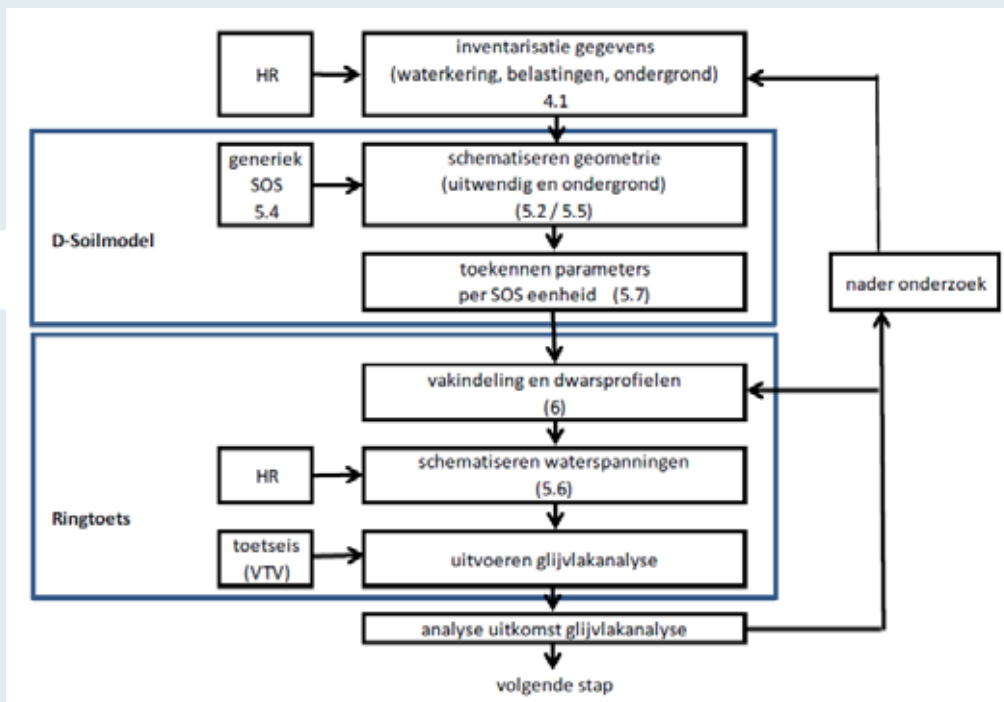 HR
inventarisatie gegevens
(waterkering, belastingen, ondergrond)
4.1
generiek
SOS
5.4
schematiseren geometrie
(uitwendig en ondergrond)
(5.2 / 5.5)
D-Soilmodel
toekennen parameters
per SOS eenheid (5.7)
nader onderzoek
vakindeling en dwarsprofielen
(6)
HR
schematiseren waterspanningen
(5.6)
Ringtoets
toetseis
(VTV)
uitvoeren glijvlakanalyse
analyse uitkomst glijvlakanalyse
volgende stap